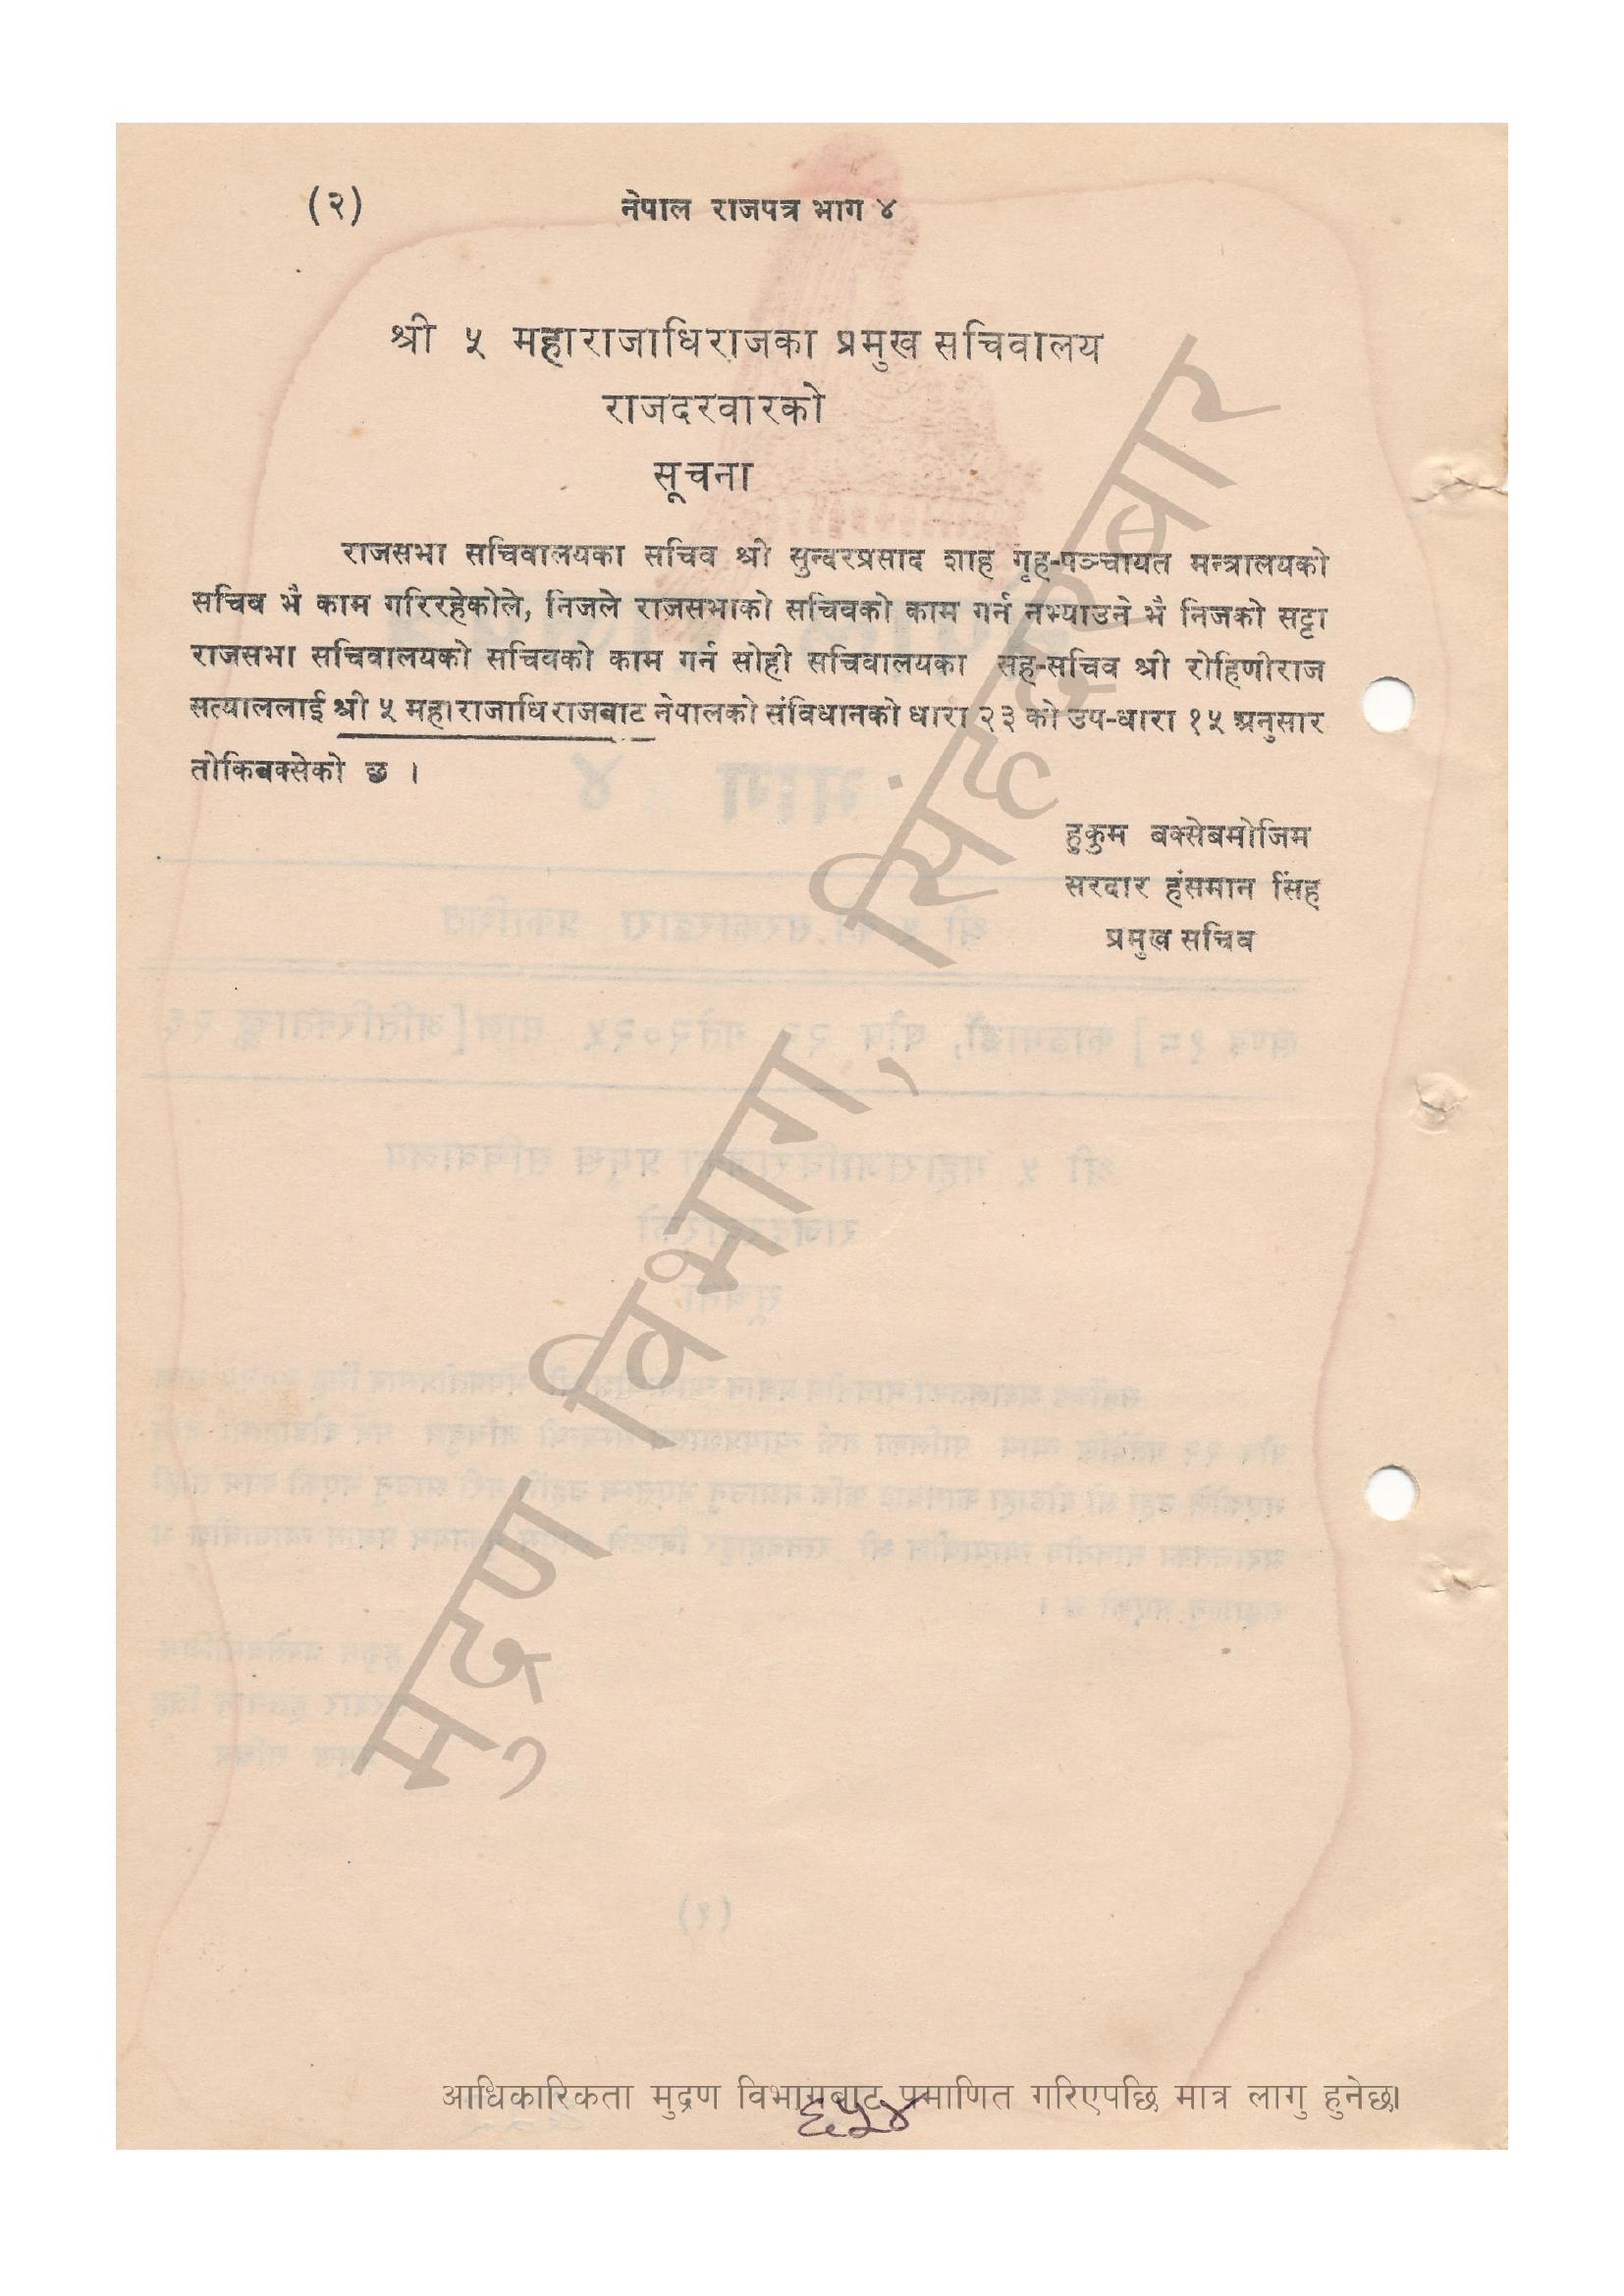 (२)
नेपाल राजपत्र भाग ४
श्री ५ महाराजाधिराजका प्रमुख सचिवालय
राजदरवारको
सूचना
राजसभा सचिवालयका सचिव श्री सुन्दरप्रसाद शाह गृह-पञ्चायत मन्त्रालयको
सचिव भै काम गरिरहेकोले, निजले राजसभाको सचिवको काम गर्न नभ्याउने भै निजको सट्टा
राजसभा सचिवालयको सचिवको काम गर्न सोही सचिवालयका सह-सचिव श्री रोहिणीराज
सत्याललाई श्री ५ महाराजाधिराजबाट नेपालको संविधानको धारा २३ को उप-धारा १५ अनुसार
तोकिबक्सेको छ ।
हुकुम बक्सेबमोजिम
सरदार हंसमान सिंह
प्रमुख सचिव
मुद्रण विभाग, सिंहदरबार
आधिकारिकता मुद्रण विभागबाट प्रमाणित गरिएपछि मात्र लागु हुनेछ।
६५४